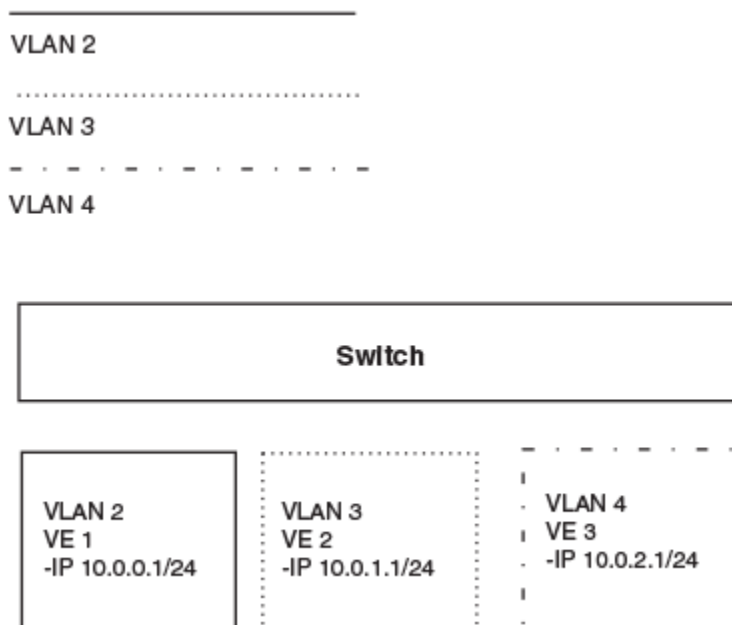 VLAN 2
VLAN 3
VLAN 4
Switch
VLAN 2
VE 1
-IP 10.0.0.1/24
VLAN 3
VE 2
-IP 10.0.1.1/24
VLAN 4
VE 3
-IP 10.0.2.1/24